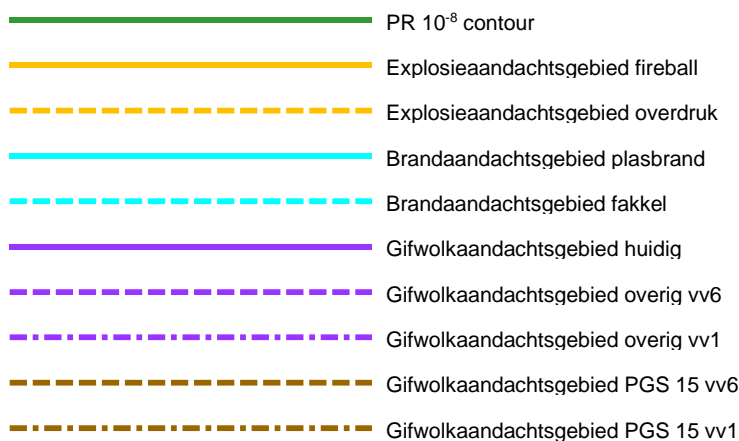 PR 10⁻⁸ contour
Explosieaandachtsgebied fireball
Explosieaandachtsgebied overdruk
Brandaandachtsgebied plasbrand
Brandaandachtsgebied fakkel
Gifwolkaandachtsgebied huidig
Gifwolkaandachtsgebied overig vv6
Gifwolkaandachtsgebied overig vv1
Gifwolkaandachtsgebied PGS 15 vv6
Gifwolkaandachtsgebied PGS 15 vv1